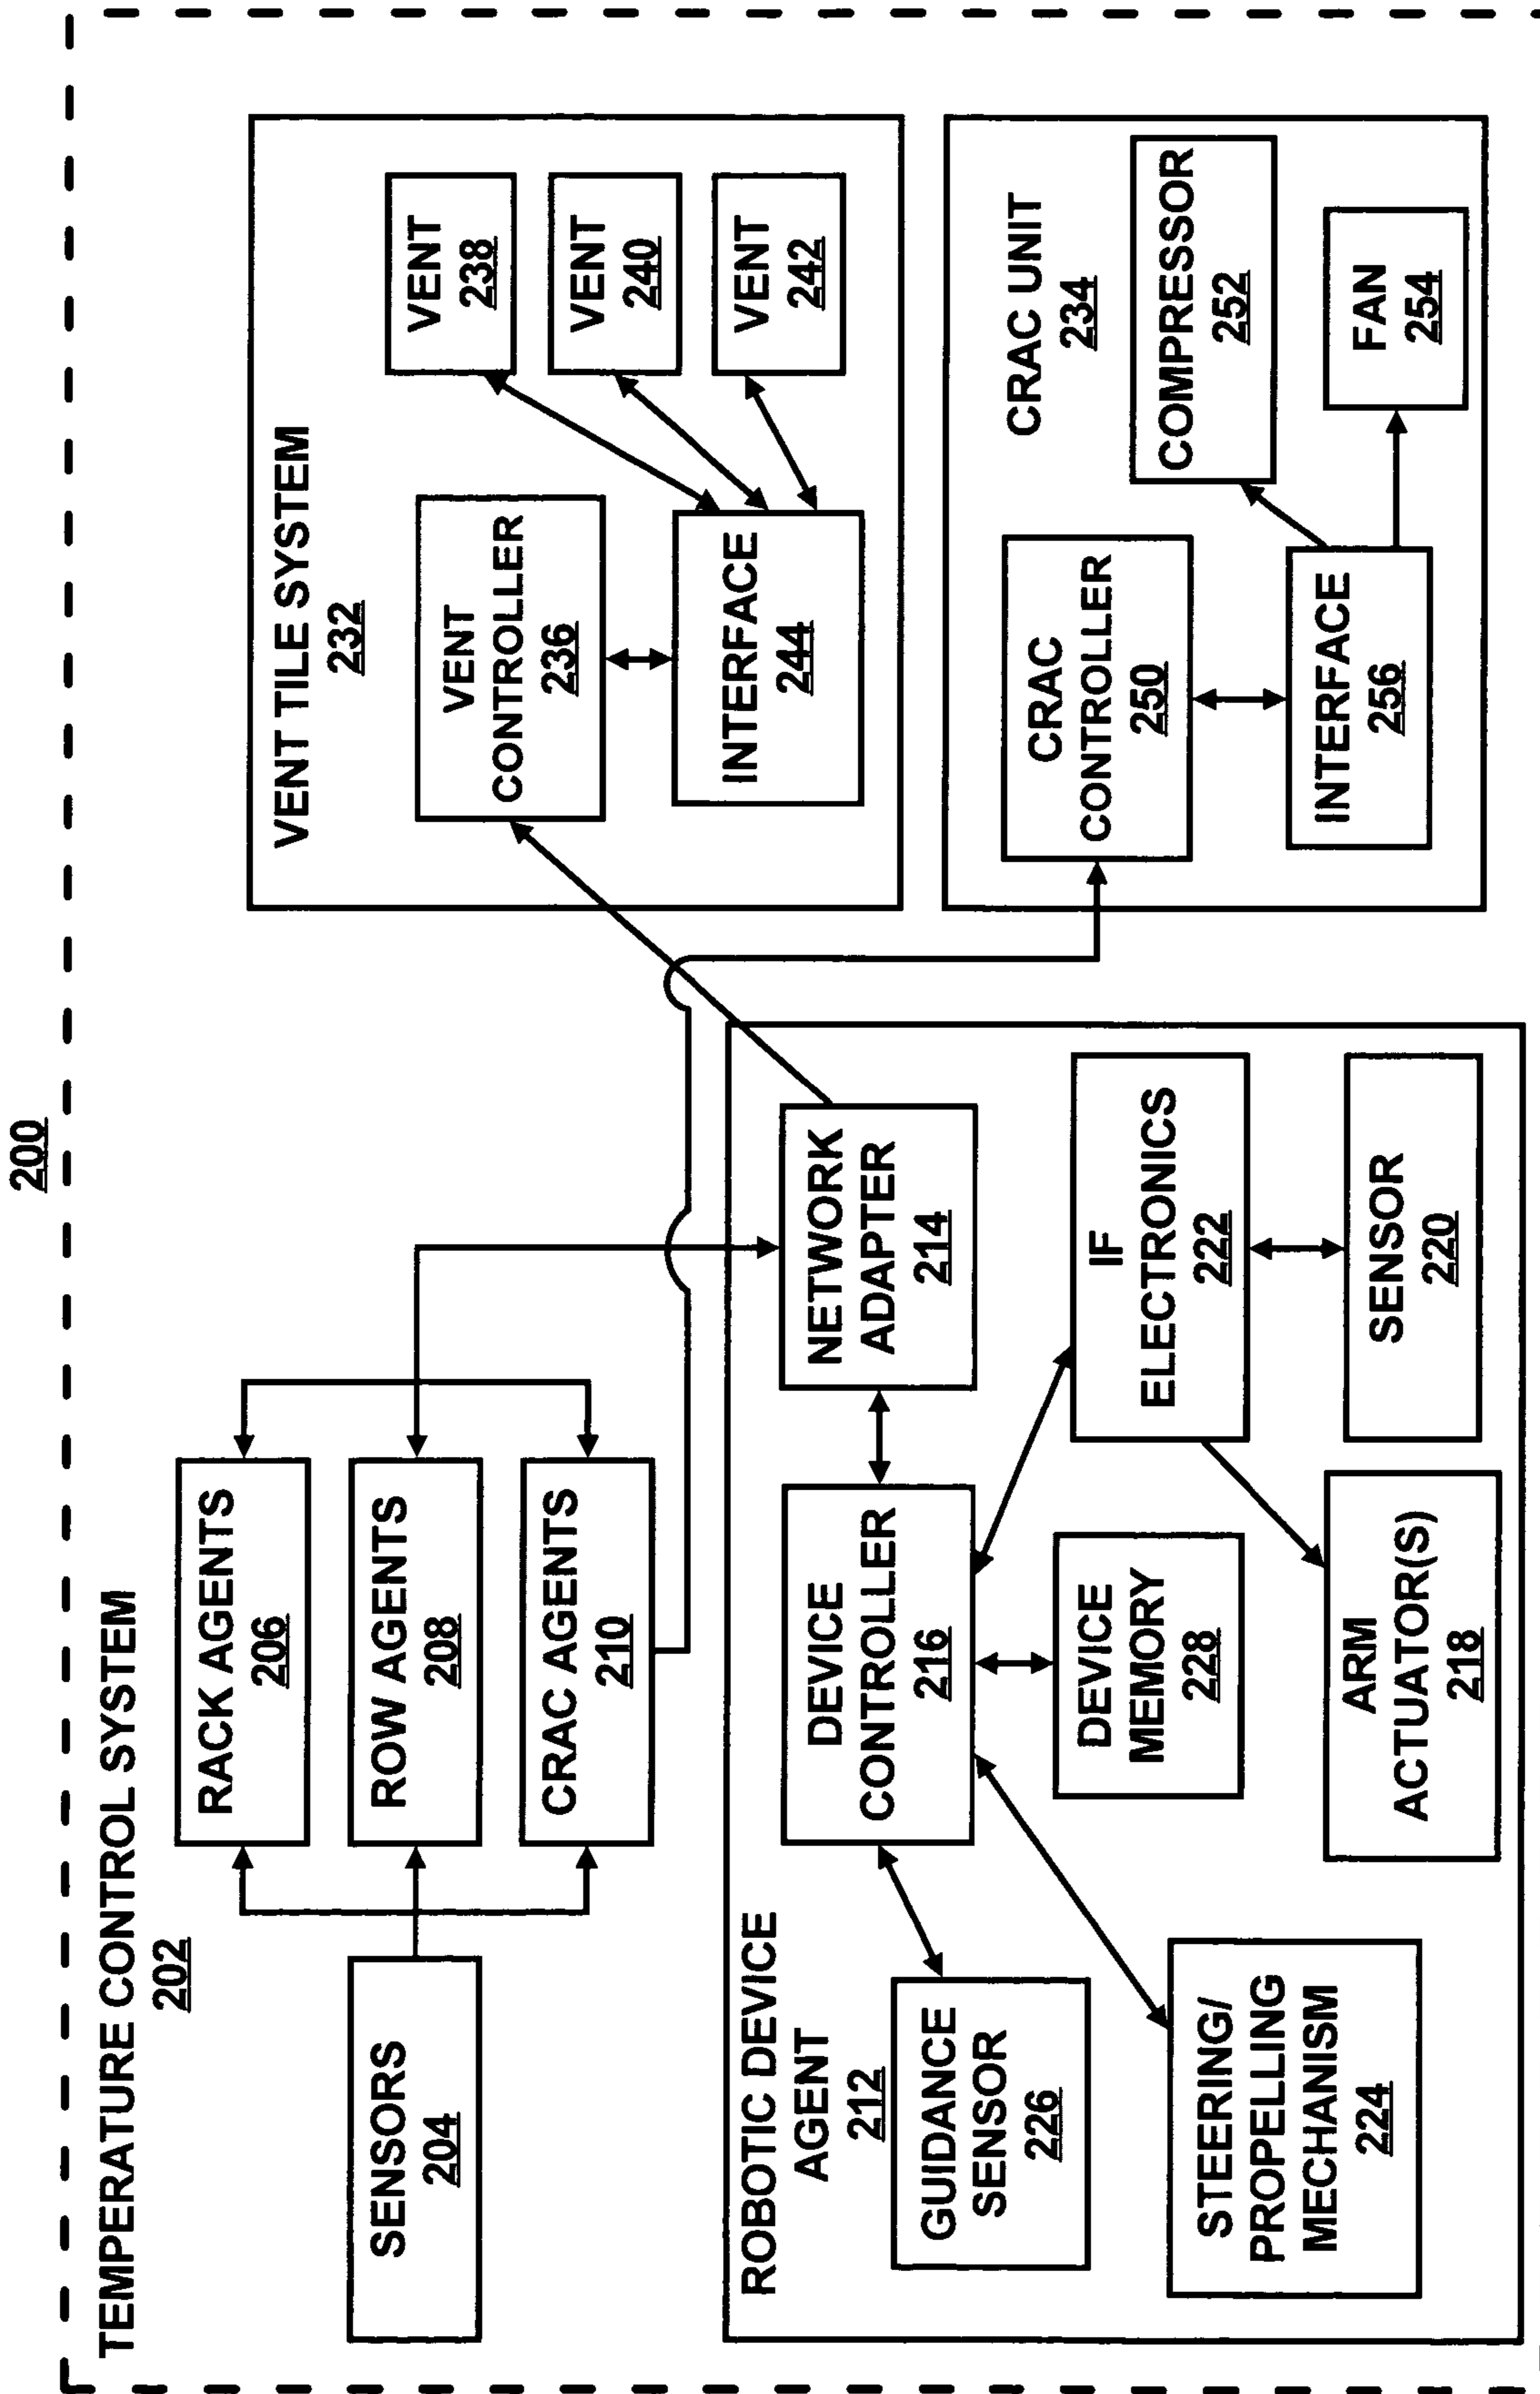 200
TEMPERATURE CONTROL SYSTEM
202
SENSORS
204
RACK AGENTS
206
ROW AGENTS
208
CRAC AGENTS
210
ROBOTIC DEVICE
AGENT
212
GUIDANCE
SENSOR
226
STEERING/
PROPELLING
MECHANISM
224
DEVICE
CONTROLLER
216
DEVICE
MEMORY
228
ARM
ACTUATOR(S)
218
NETWORK
ADAPTER
214
IF
ELECTRONICS
222
SENSOR
220
VENT TILE SYSTEM
232
VENT
CONTROLLER
236
INTERFACE
244
VENT
238
VENT
240
VENT
242
CRAC UNIT
234
CRAC
CONTROLLER
250
INTERFACE
256
COMPRESSOR
252
FAN
254